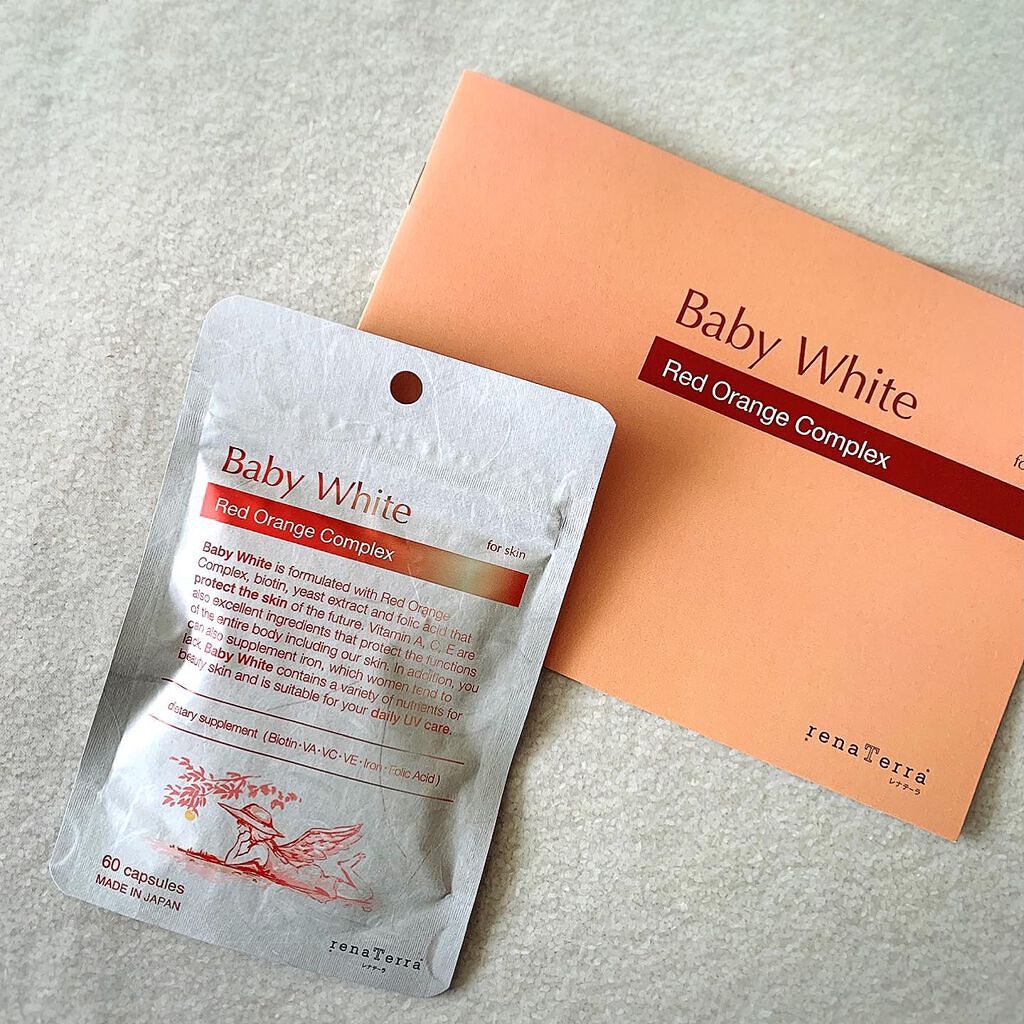 Baby White
Red Orange Complex
for skin
Baby White is formulated with Red Orange
Complex, biotin, yeast extract and folic acid that
protect the skin of the future. Vitamin A, C, E are
also excellent ingredients that protect the functions
of the entire body including our skin. In addition, you
can also supplement iron, which women tend to
lack. Baby White contains a variety of nutrients for
beauty skin and is suitable for your daily UV care.
dietary supplement ( Biotin・VA・VC・VE・Iron・Folic Acid )
60 capsules
MADE IN JAPAN
renaTerra
レナテーラ
Baby White
Red Orange Complex
renaTerra
レナテーラ